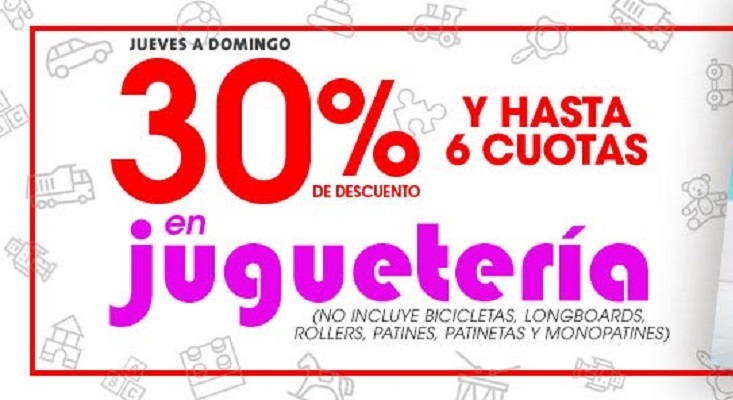 JUEVES A DOMINGO
30%
DE DESCUENTO
Y HASTA
6 CUOTAS
en
juguetería
(NO INCLUYE BICICLETAS, LONGBOARDS,
ROLLERS, PATINES, PATINETAS Y MONOPATINES)